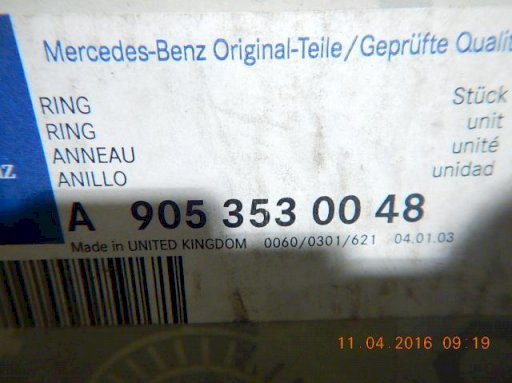 Mercedes-Benz Original-Teile/Geprüfte Qualit
RING
RING
ANNEAU
ANILLO
Stück
unit
unité
unidad
A 905 353 00 48
Made in UNITED KINGDOM 0060/0301/621 04.01.03
11.04.2016 09:19